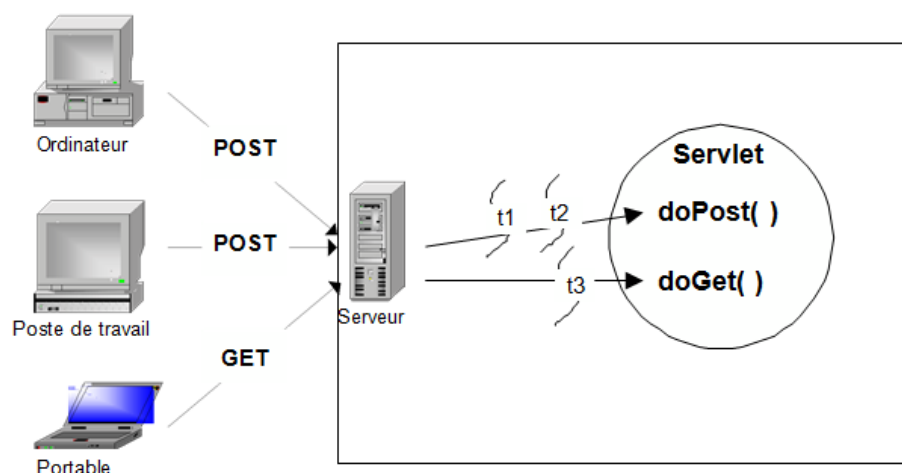 Ordinateur
POST
Servlet
t1 t2
doPost( )
POST
t3
doGet( )
Serveur
Poste de travail
GET
Portable